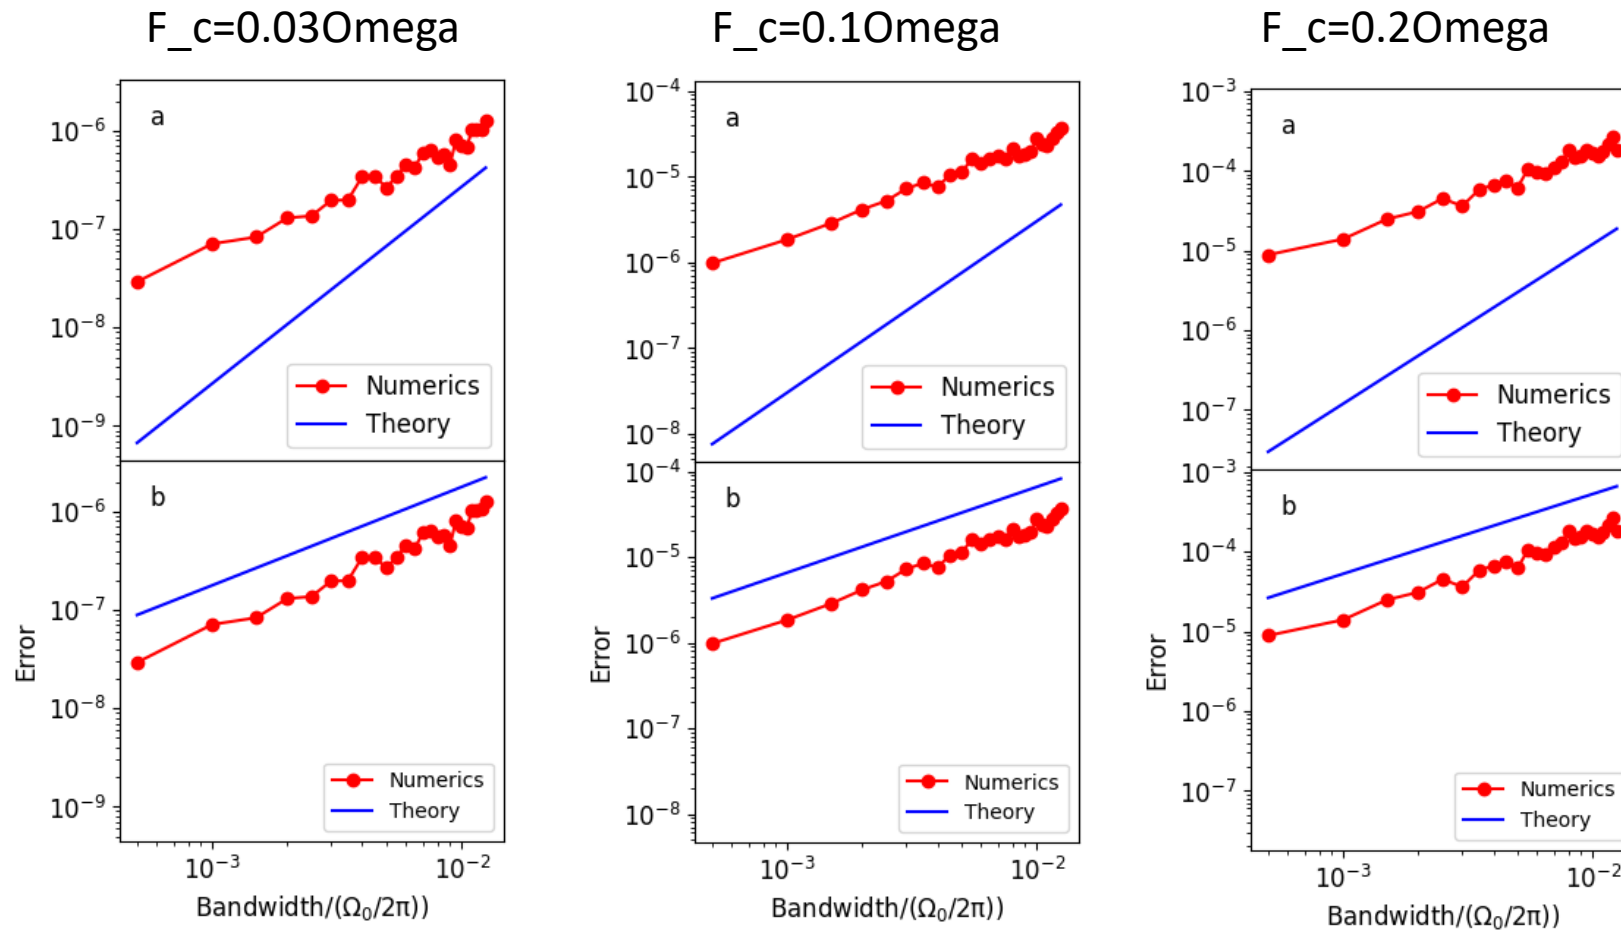 F_c=0.03Omega
F_c=0.1Omega
F_c=0.2Omega
a
10⁻⁶
10⁻⁷
10⁻⁸
10⁻⁹
Numerics
Theory
b
10⁻⁶
10⁻⁷
10⁻⁸
10⁻⁹
Error
Numerics
Theory
10⁻³
10⁻²
Bandwidth/(Ω₀/2π))
a
10⁻⁴
10⁻⁵
10⁻⁶
10⁻⁷
10⁻⁸
Numerics
Theory
b
10⁻⁴
10⁻⁵
10⁻⁶
10⁻⁷
10⁻⁸
Error
Numerics
Theory
10⁻³
10⁻²
Bandwidth/(Ω₀/2π))
a
10⁻³
10⁻⁴
10⁻⁵
10⁻⁶
10⁻⁷
Numerics
Theory
b
10⁻³
10⁻⁴
10⁻⁵
10⁻⁶
10⁻⁷
Error
Numerics
Theory
10⁻³
10⁻²
Bandwidth/(Ω₀/2π))